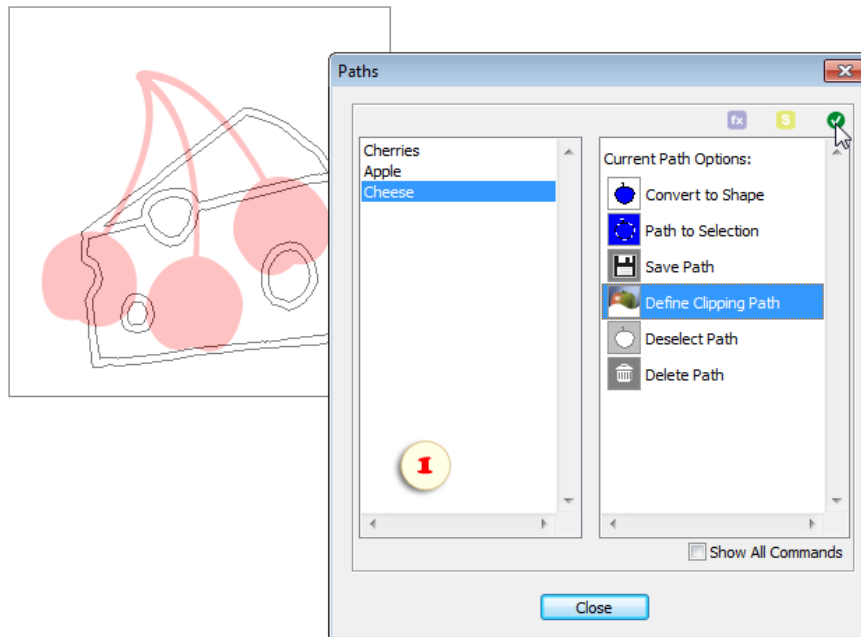 Paths
fx
S
Cherries
Apple
Cheese
Current Path Options:
Convert to Shape
Path to Selection
Save Path
Define Clipping Path
Deselect Path
Delete Path
1
Show All Commands
Close